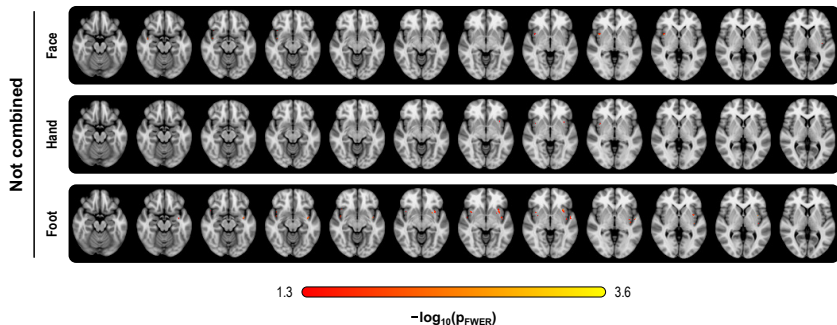 Not combined
Face
Hand
Foot
1.3 3.6
−log10(pFWER)